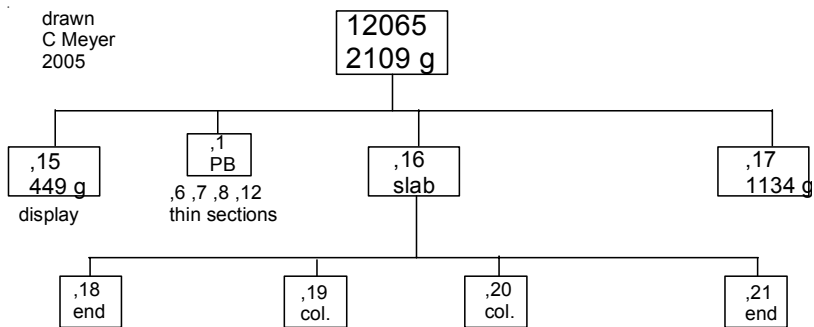 drawn
C Meyer
2005
12065
2109 g
,15
449 g
display
,1
PB
,6 ,7 ,8 ,12
thin sections
,16
slab
,17
1134 g
,18
end
,19
col.
,20
col.
,21
end